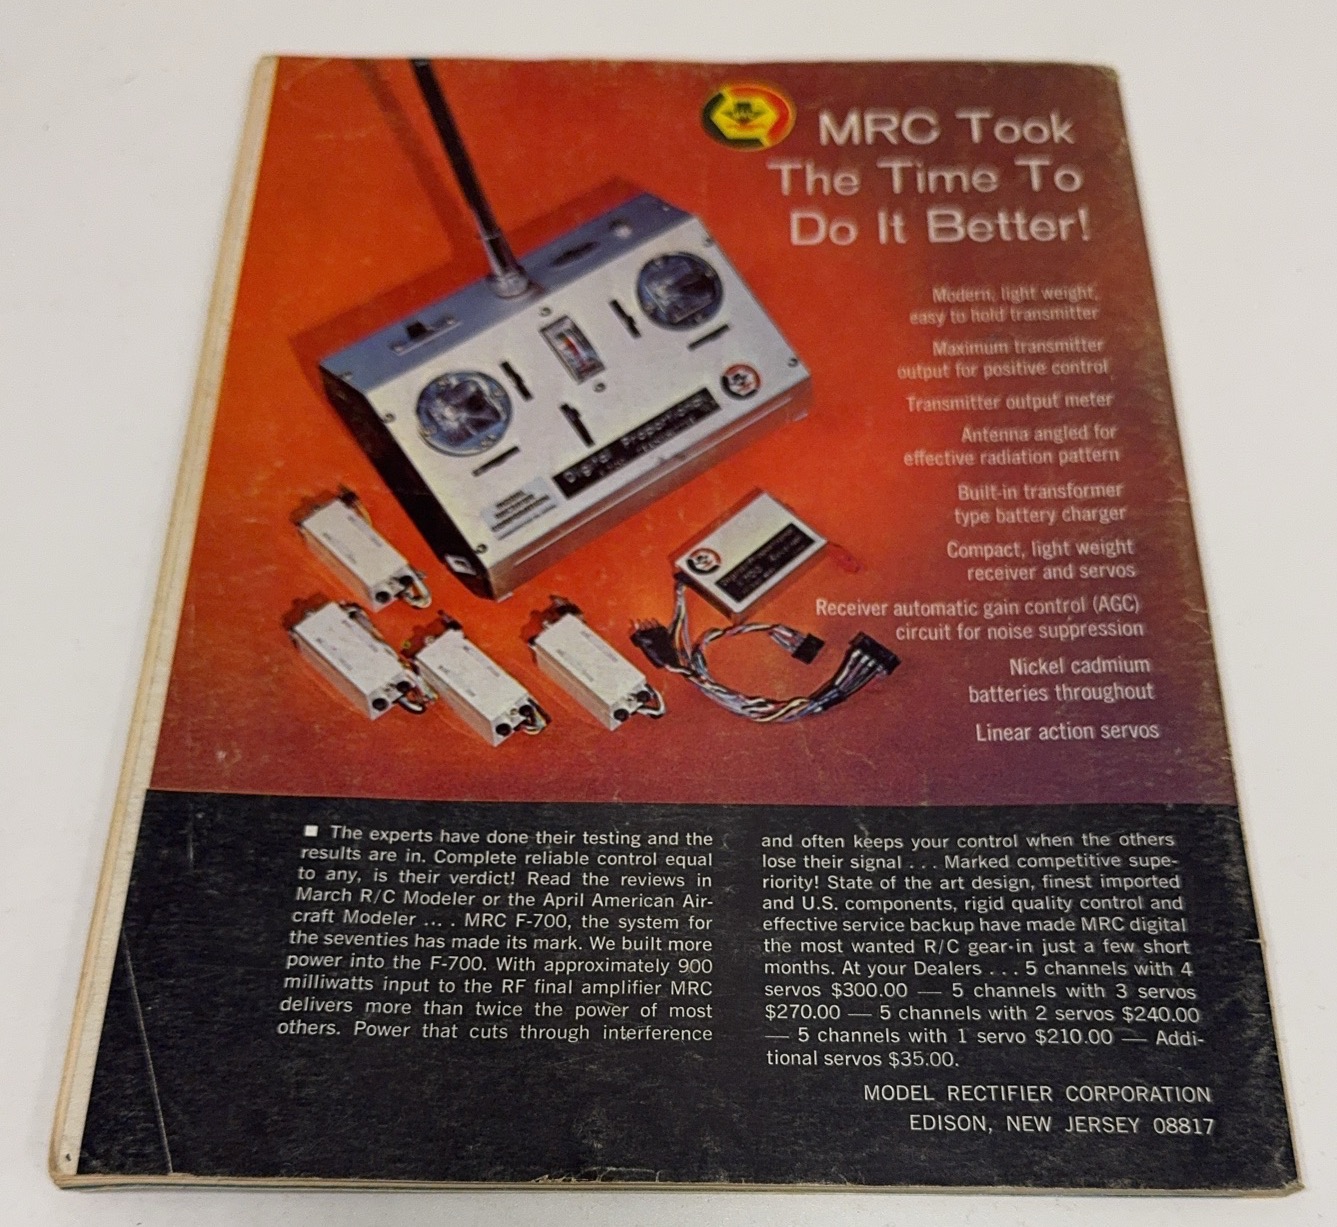 MRC Took
The Time To
Do It Better!
Modern, light weight,
easy to hold transmitter
Maximum transmitter
output for positive control
Transmitter output meter
Antenna angled for
effective radiation pattern
Built-in transformer
type battery charger
Compact, light weight
receiver and servos
Receiver automatic gain control (AGC)
circuit for noise suppression
Nickel cadmium
batteries throughout
Linear action servos
Digital Proportional
■ The experts have done their testing and the
results are in. Complete reliable control equal
to any, is their verdict! Read the reviews in
March R/C Modeler or the April American Air-
craft Modeler .... MRC F-700, the system for
the seventies has made its mark. We built more
power into the F-700. With approximately 900
milliwatts input to the RF final amplifier MRC
delivers more than twice the power of most
others. Power that cuts through interference
and often keeps your control when the others
lose their signal . . . Marked competitive supe-
riority! State of the art design, finest imported
and U.S. components, rigid quality control and
effective service backup have made MRC digital
the most wanted R/C gear in just a few short
months. At your Dealers . . . 5 channels with 4
servos $300.00 — 5 channels with 3 servos
$270.00 — 5 channels with 2 servos $240.00
— 5 channels with 1 servo $210.00 — Addi-
tional servos $35.00.
MODEL RECTIFIER CORPORATION
EDISON, NEW JERSEY 08817